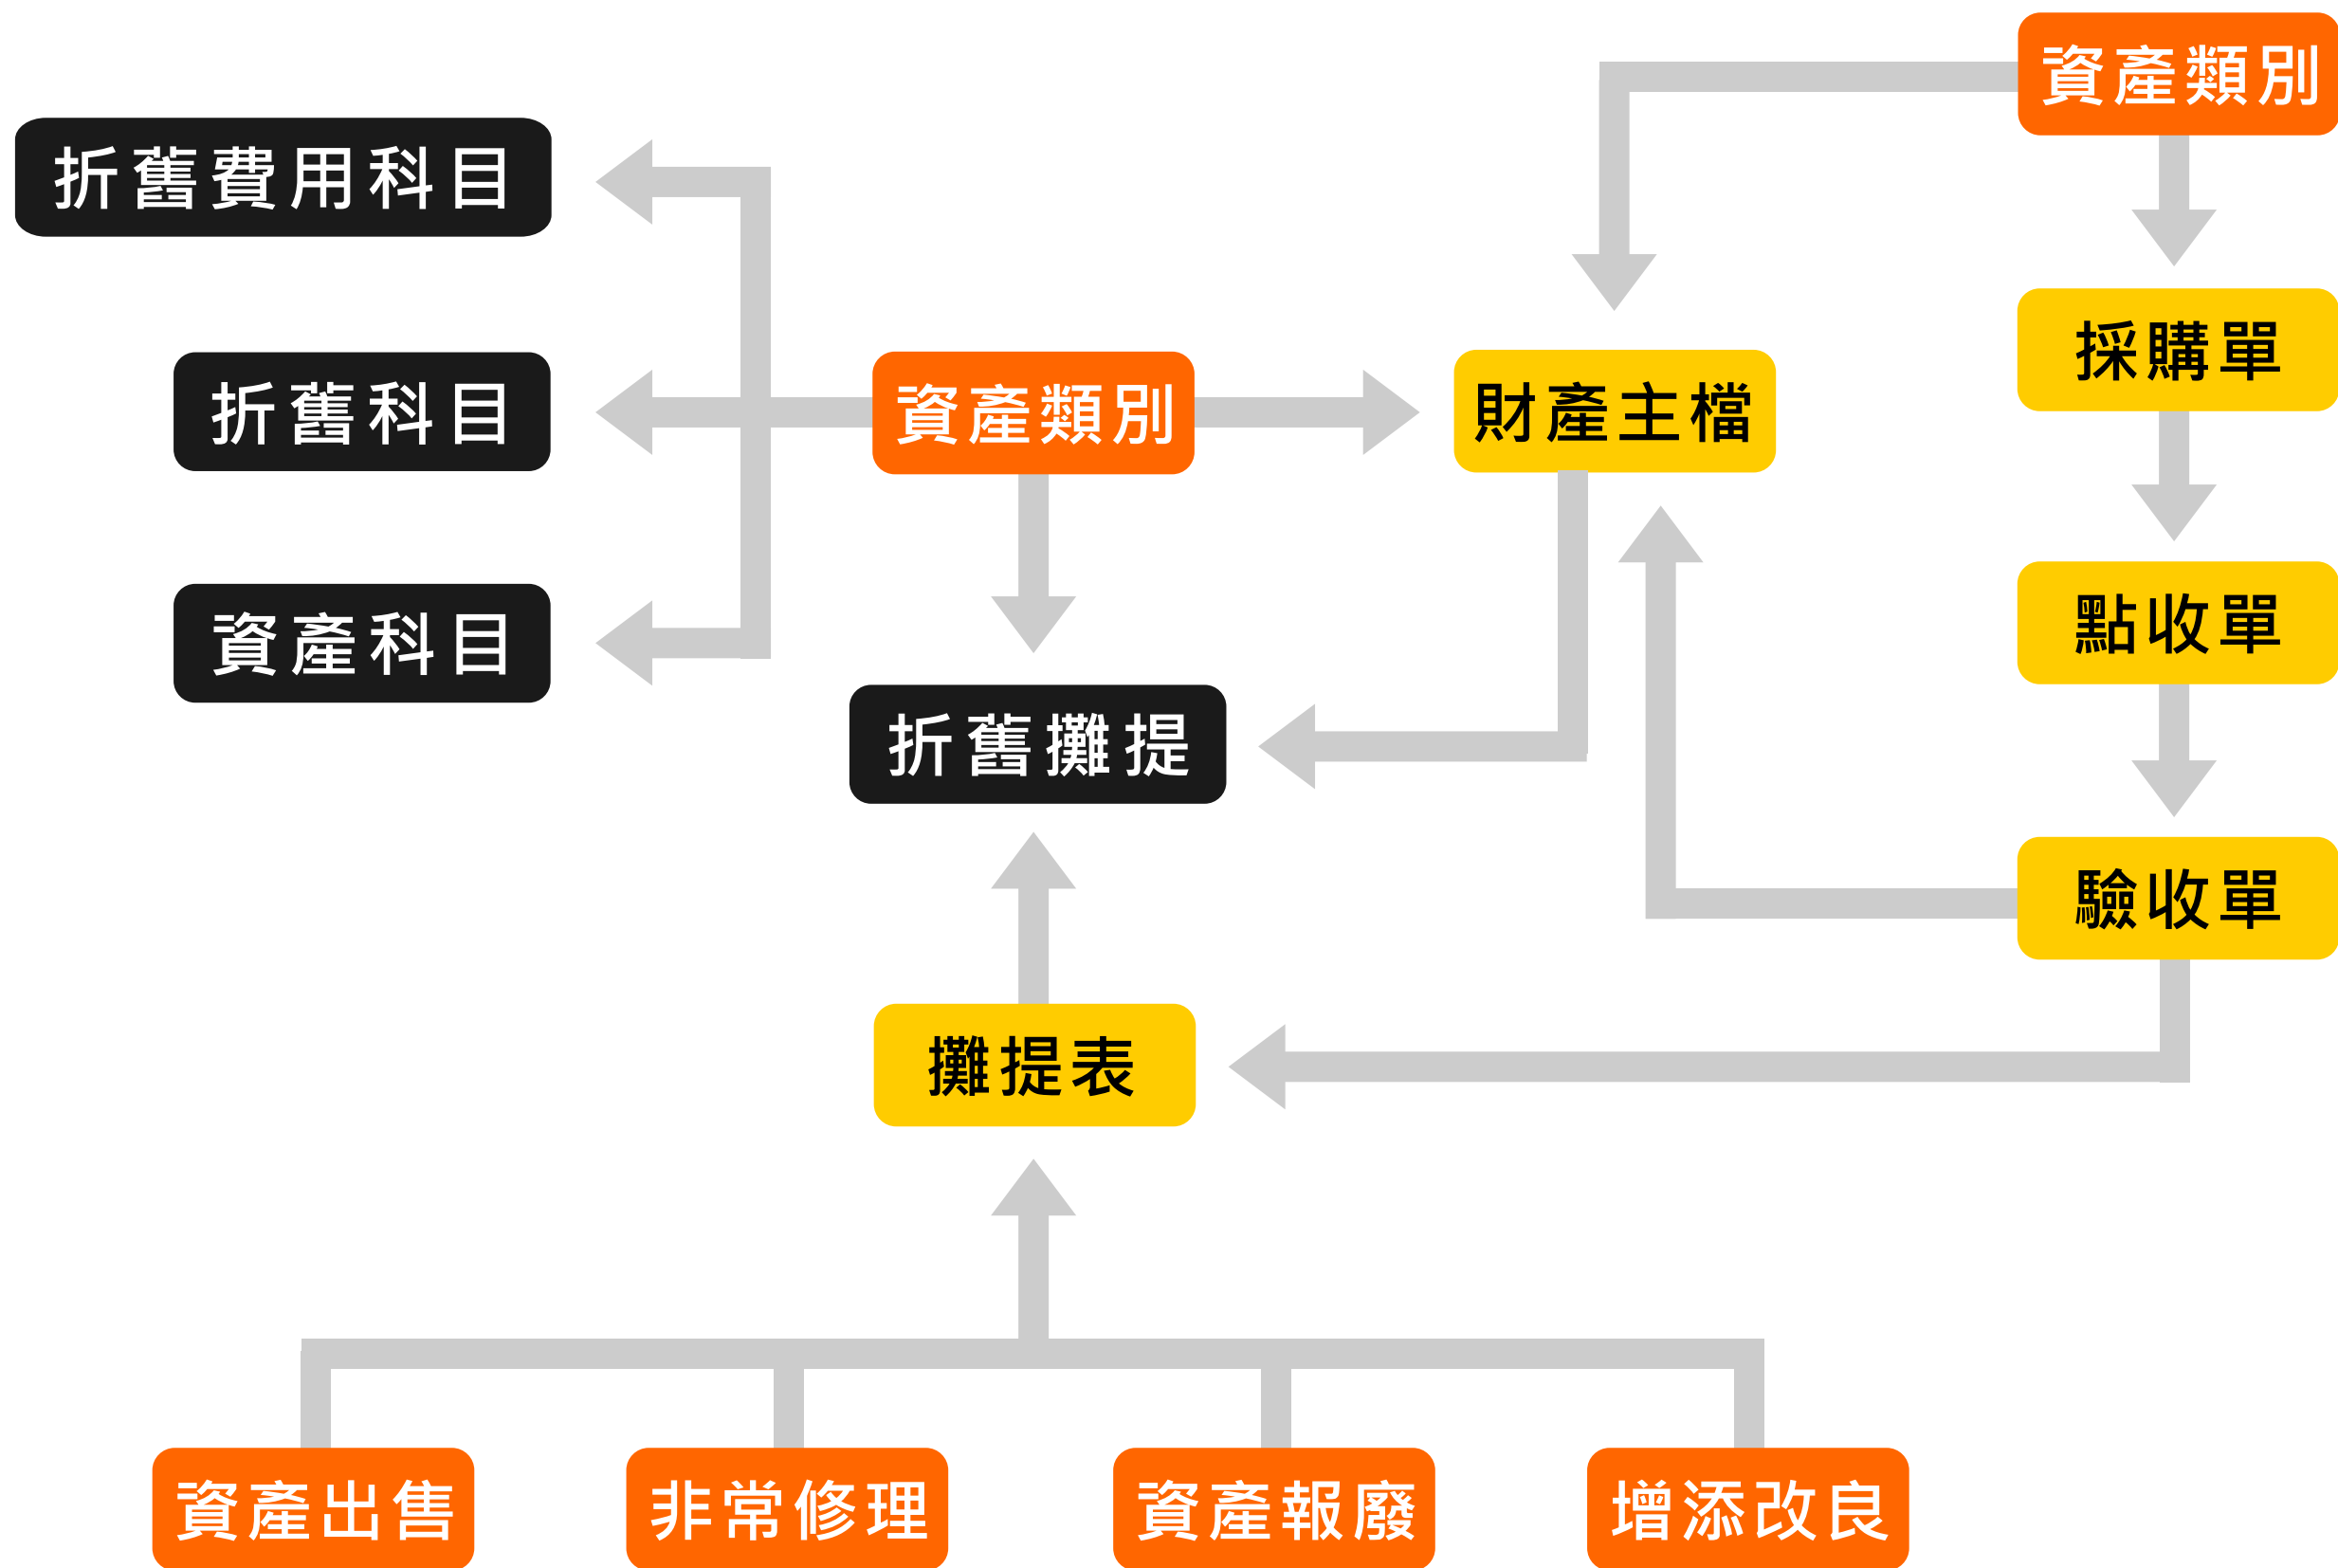 資產類別
折舊費用科目
採購單
折舊科目
資產類別
財產主檔
資產科目
點收單
折舊攤提
驗收單
攤提表
資產出售
非常修理
資產報廢
增添改良